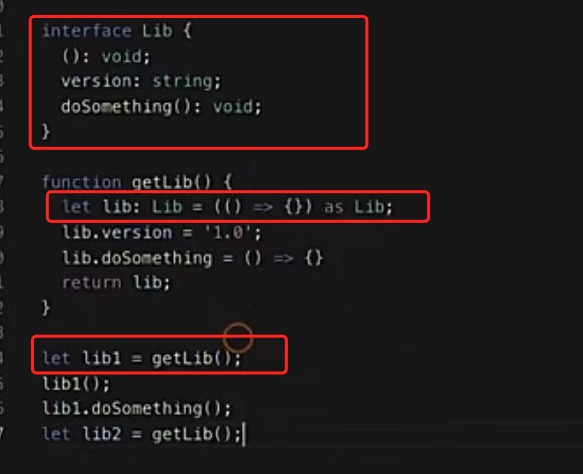 interface Lib {
(): void;
version: string;
doSomething(): void;
}
function getLib() {
let lib: Lib = (() => {}) as Lib;
lib.version = '1.0';
lib.doSomething = () => {}
return lib;
}
let lib1 = getLib();
lib1();
lib1.doSomething();
let lib2 = getLib();